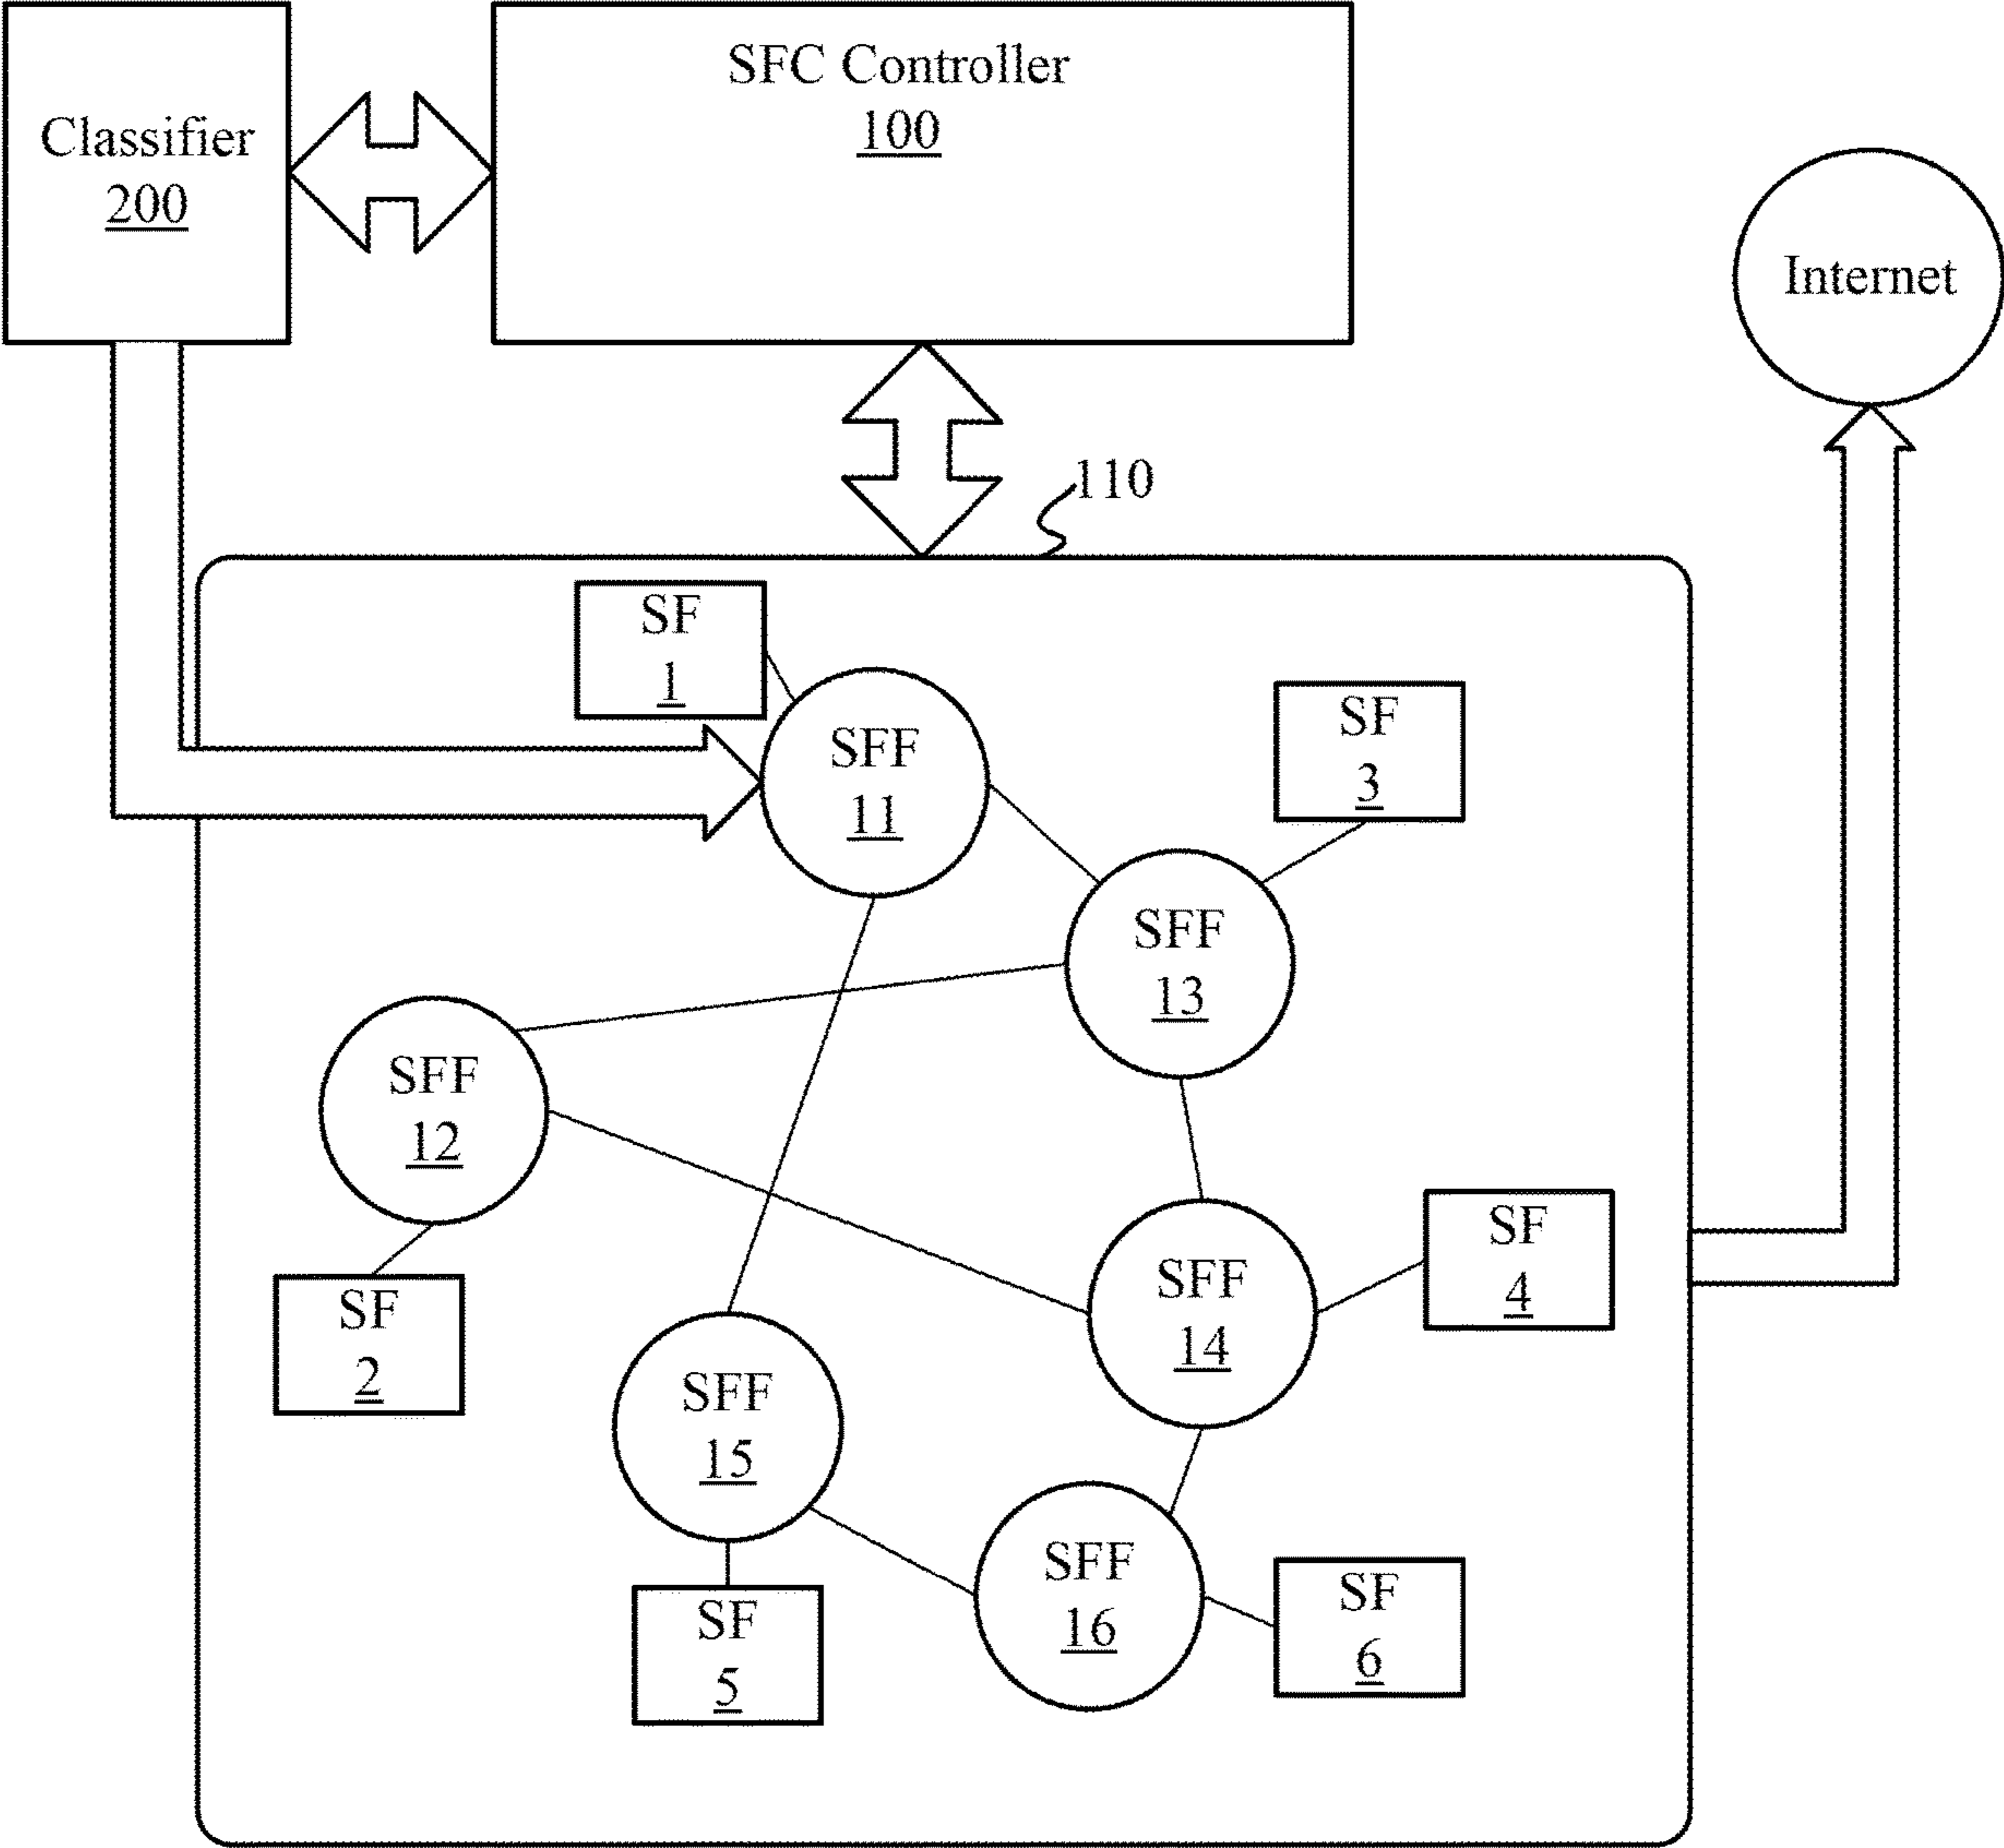 SFC Controller
100
Classifier
200
Internet
110
SF
1
SFF
11
SF
3
SFF
13
SFF
12
SF
2
SFF
14
SF
4
SFF
15
SF
5
SFF
16
SF
6